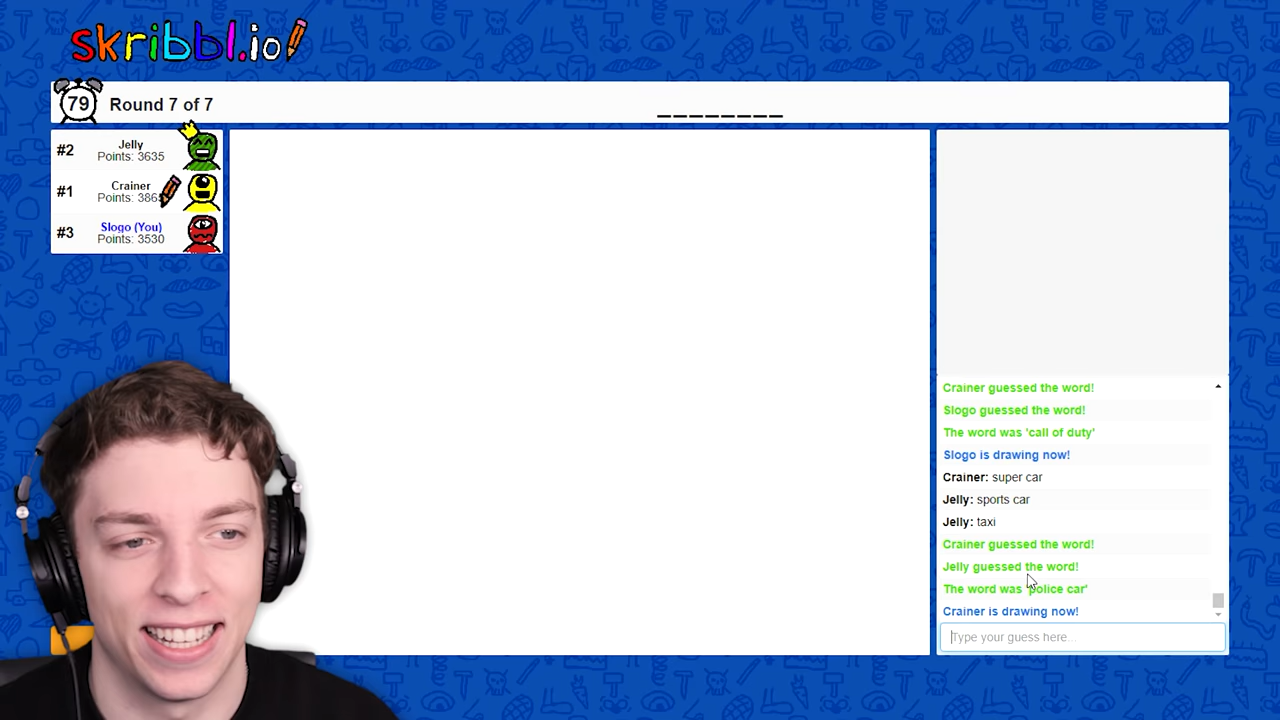 skribbl.io
79
Round 7 of 7
________
#2
Jelly
Points: 3635
#1
Crainer
Points: 386
#3
Slogo (You)
Points: 3530
Crainer guessed the word!
Slogo guessed the word!
The word was 'call of duty'
Slogo is drawing now!
Crainer: super car
Jelly: sports car
Jelly: taxi
Crainer guessed the word!
Jelly guessed the word!
The word was 'police car'
Crainer is drawing now!
Type your guess here...